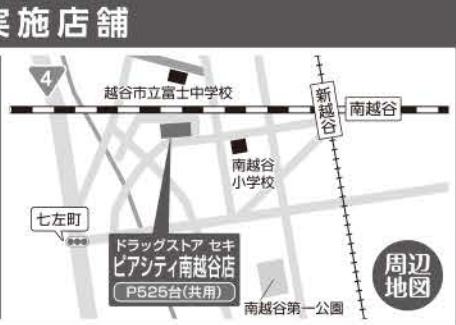 実施店舗
4
越谷市立富士中学校
新越谷
南越谷
南越谷
小学校
七左町
ドラッグストア セキ
ピアシティ南越谷店
P525台(共用)
南越谷第一公園
周辺
地図